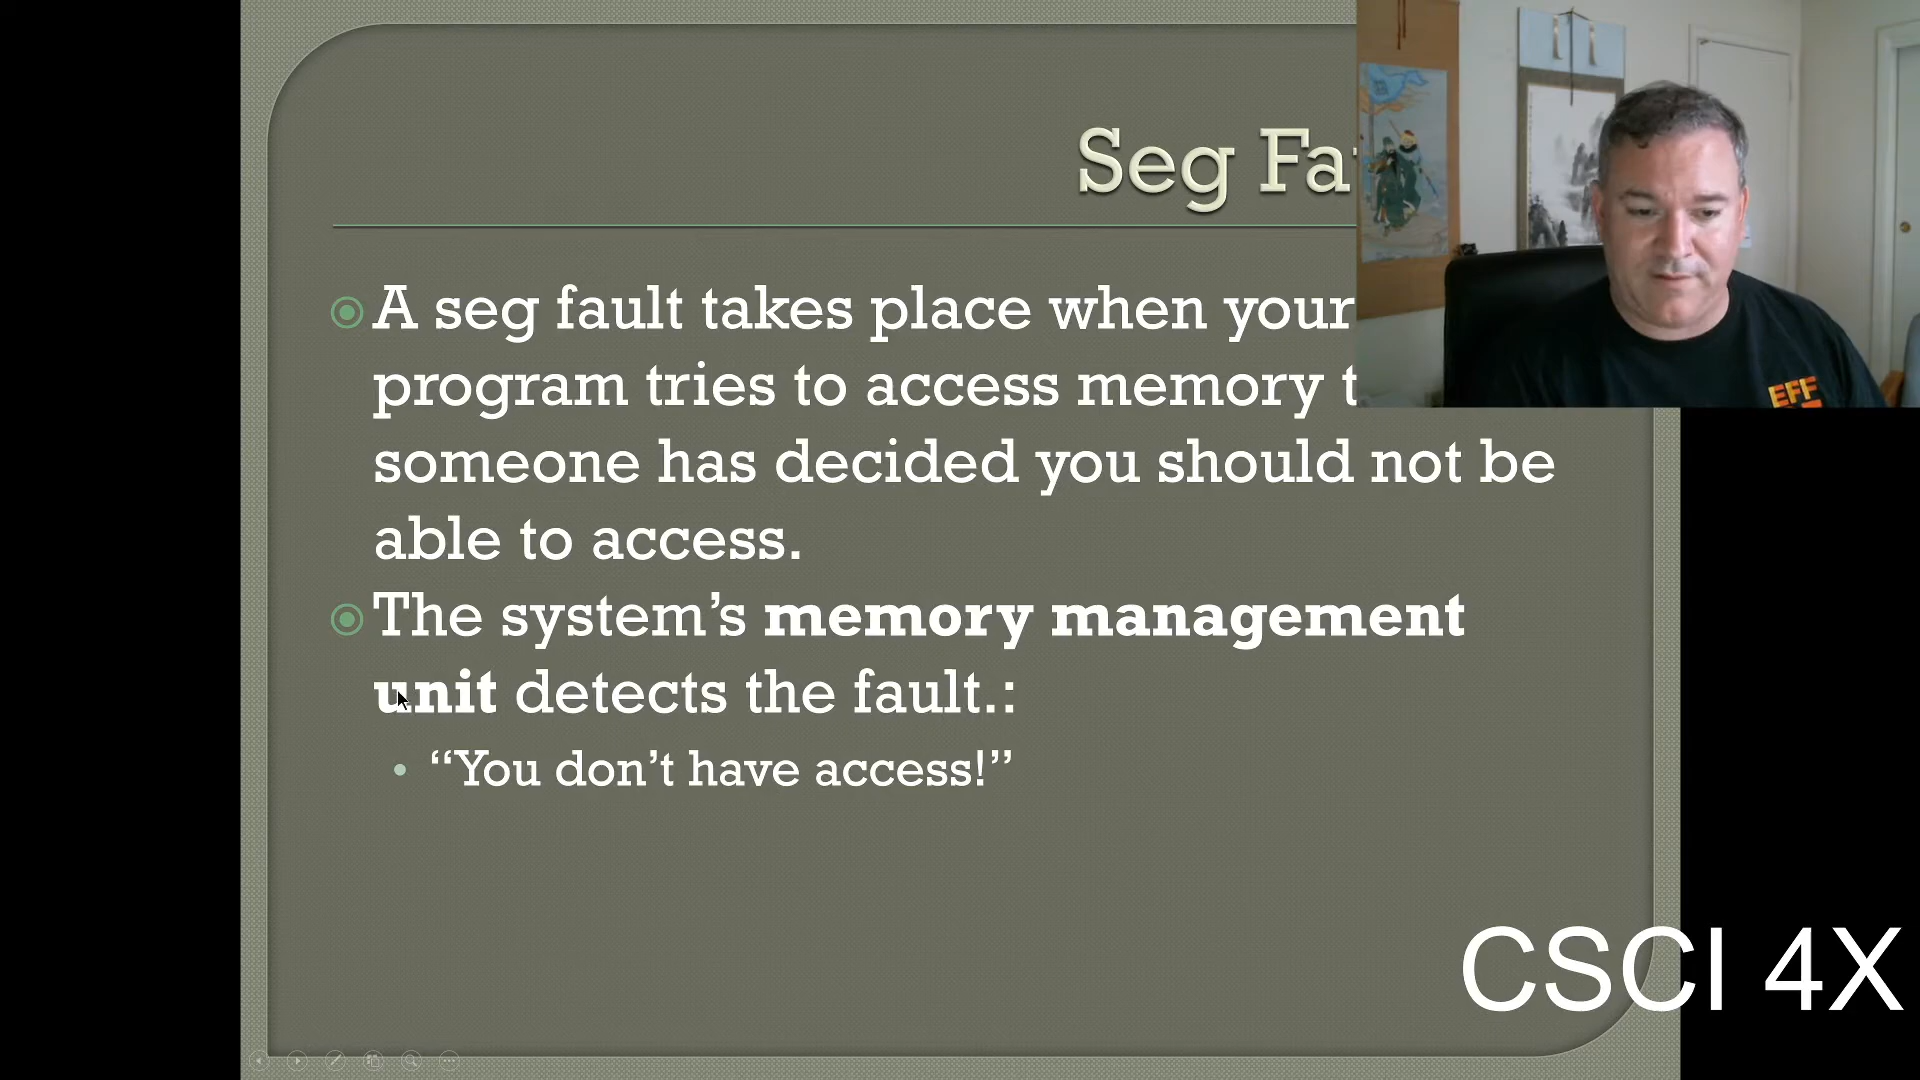 Seg Fa
A seg fault takes place when your
program tries to access memory t
someone has decided you should not be
able to access.
The system’s memory management
unit detects the fault.:
“You don’t have access!”
EFF
CSCI 4X